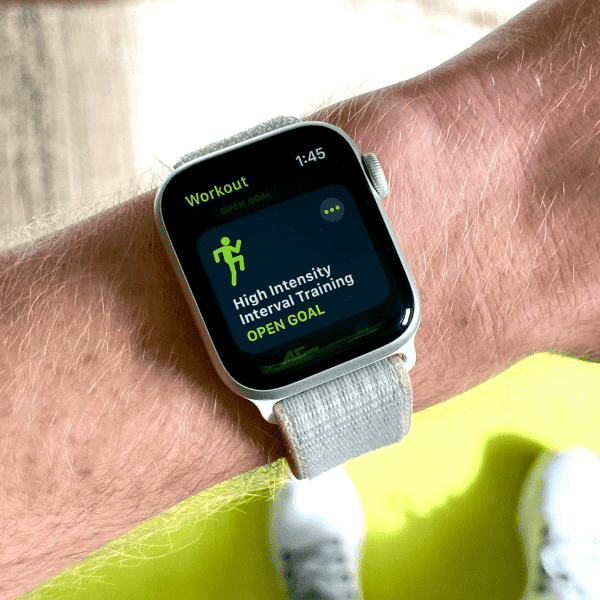 1:45
Workout
OPEN GOAL
High Intensity
Interval Training
OPEN GOAL